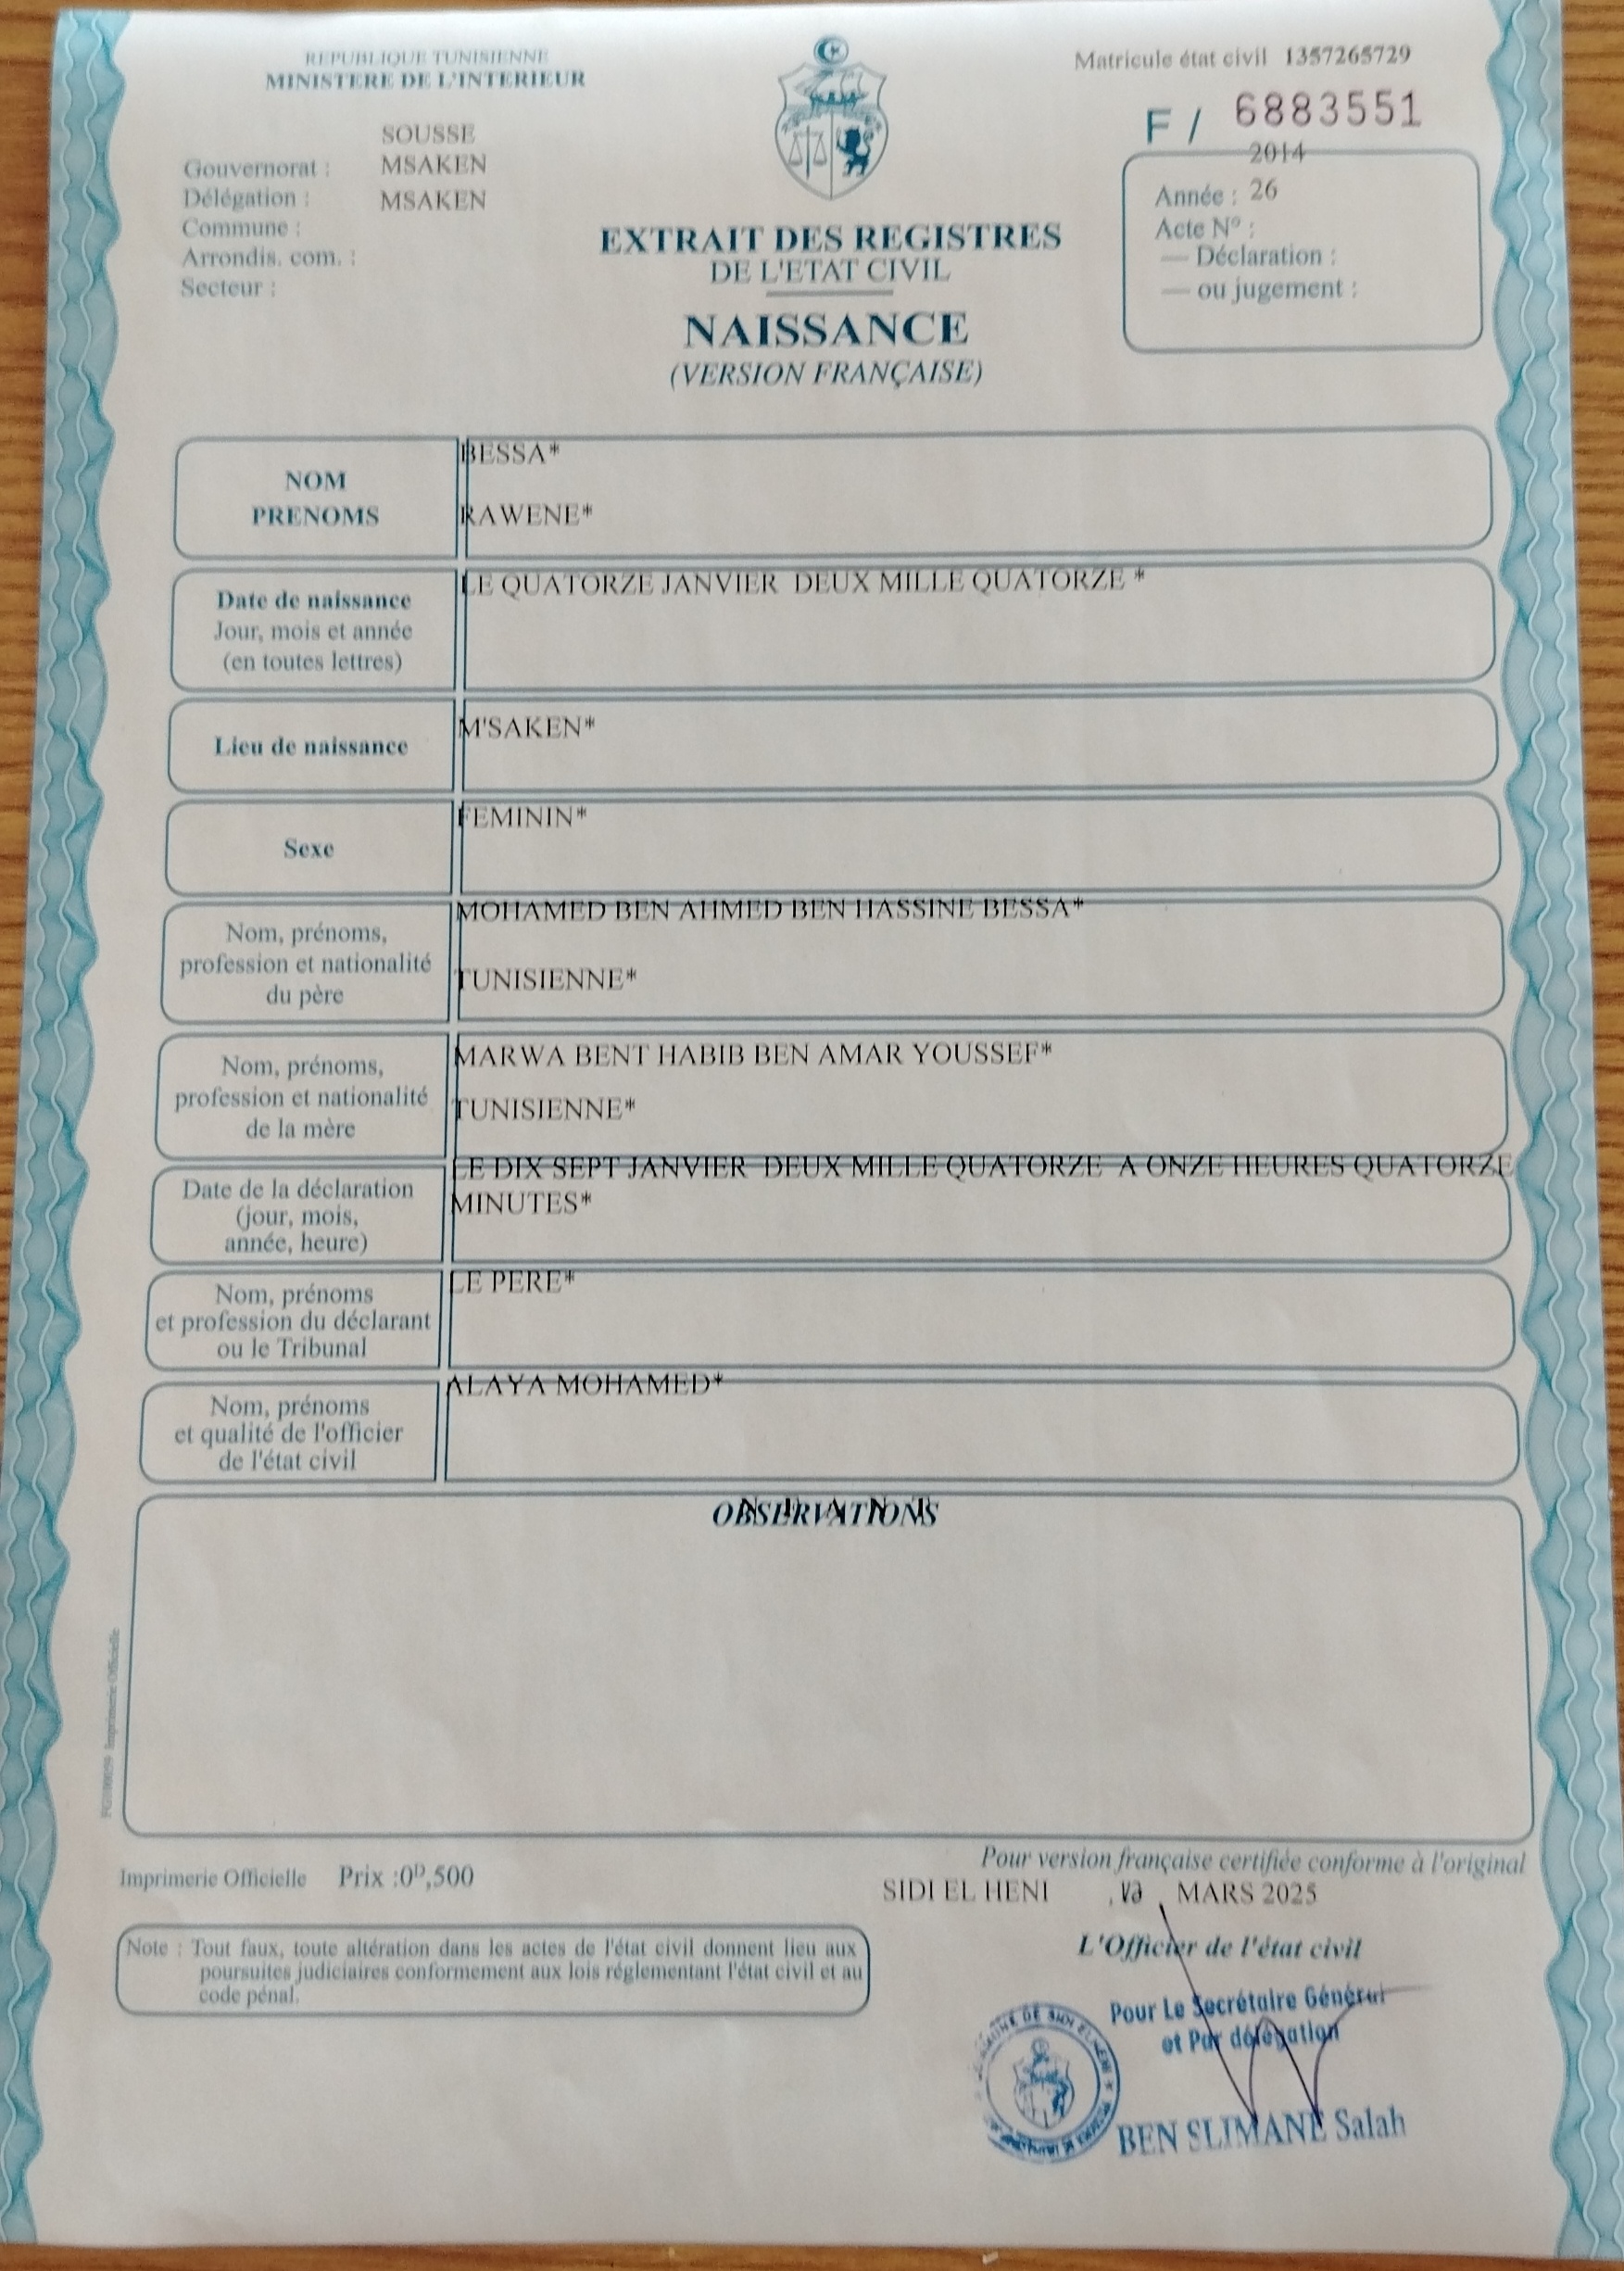 REPUBLIQUE TUNISIENNE
MINISTERE DE L'INTERIEUR
Matricule état civil 1357265729
F / 6883551
SOUSSE
Gouvernorat : MSAKEN
Délégation : MSAKEN
Commune :
Arrondis. com. :
Secteur :
2014
Année : 26
Acte Nº :
— Déclaration :
— ou jugement :
EXTRAIT DES REGISTRES
DE L'ETAT CIVIL
NAISSANCE
(VERSION FRANÇAISE)
NOM
PRENOMS
BESSA*
RAWENE*
Date de naissance
Jour, mois et année
(en toutes lettres)
LE QUATORZE JANVIER DEUX MILLE QUATORZE *
Lieu de naissance
M'SAKEN*
Sexe
FEMININ*
Nom, prénoms,
profession et nationalité
du père
MOHAMED BEN AHMED BEN HASSINE BESSA*
TUNISIENNE*
Nom, prénoms,
profession et nationalité
de la mère
MARWA BENT HABIB BEN AMAR YOUSSEF*
TUNISIENNE*
Date de la déclaration
(jour, mois,
année, heure)
LE DIX SEPT JANVIER DEUX MILLE QUATORZE A ONZE HEURES QUATORZE
MINUTES*
Nom, prénoms
et profession du déclarant
ou le Tribunal
LE PERE*
Nom, prénoms
et qualité de l'officier
de l'état civil
ALAYA MOHAMED*
OBSERVATIONS
N E A N T
Imprimerie Officielle
Imprimerie Officielle Prix :0ᴰ,500
Pour version française certifiée conforme à l'original
SIDI EL HENI , MARS 2025
L'Officier de l'état civil
Note : Tout faux, toute altération dans les actes de l'état civil donnent lieu aux
poursuites judiciaires conformement aux lois réglementant l'état civil et au
code pénal.
Pour Le Secrétaire Général
et Par délégation
BEN SLIMANE Salah